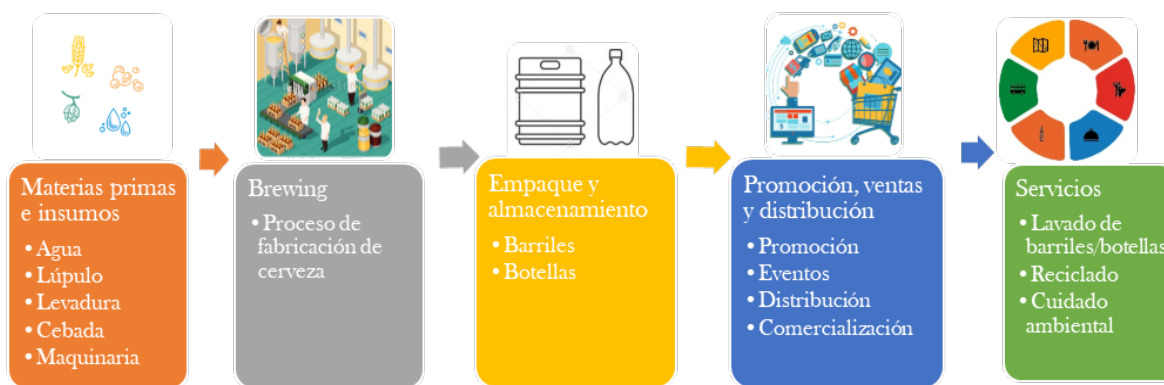 Materias primas
e insumos
• Agua
• Lúpulo
• Levadura
• Cebada
• Maquinaria
Brewing
• Proceso de
fabricación de
cerveza
Empaque y
almacenamiento
• Barriles
• Botellas
Promoción, ventas
y distribución
• Promoción
• Eventos
• Distribución
• Comercialización
Servicios
• Lavado de
barriles/botellas
• Reciclado
• Cuidado
ambiental